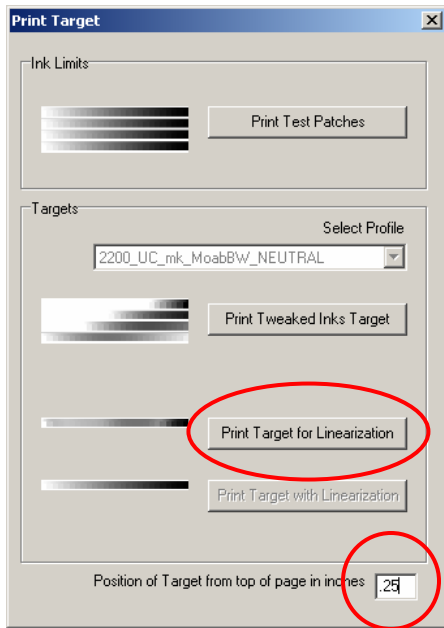 Print Target
Ink Limits
Print Test Patches
Targets
Select Profile
2200_UC_mk_MoabBW_NEUTRAL
Print Tweaked Inks Target
Print Target for Linearization
Print Target with Linearization
Position of Target from top of page in inches .25